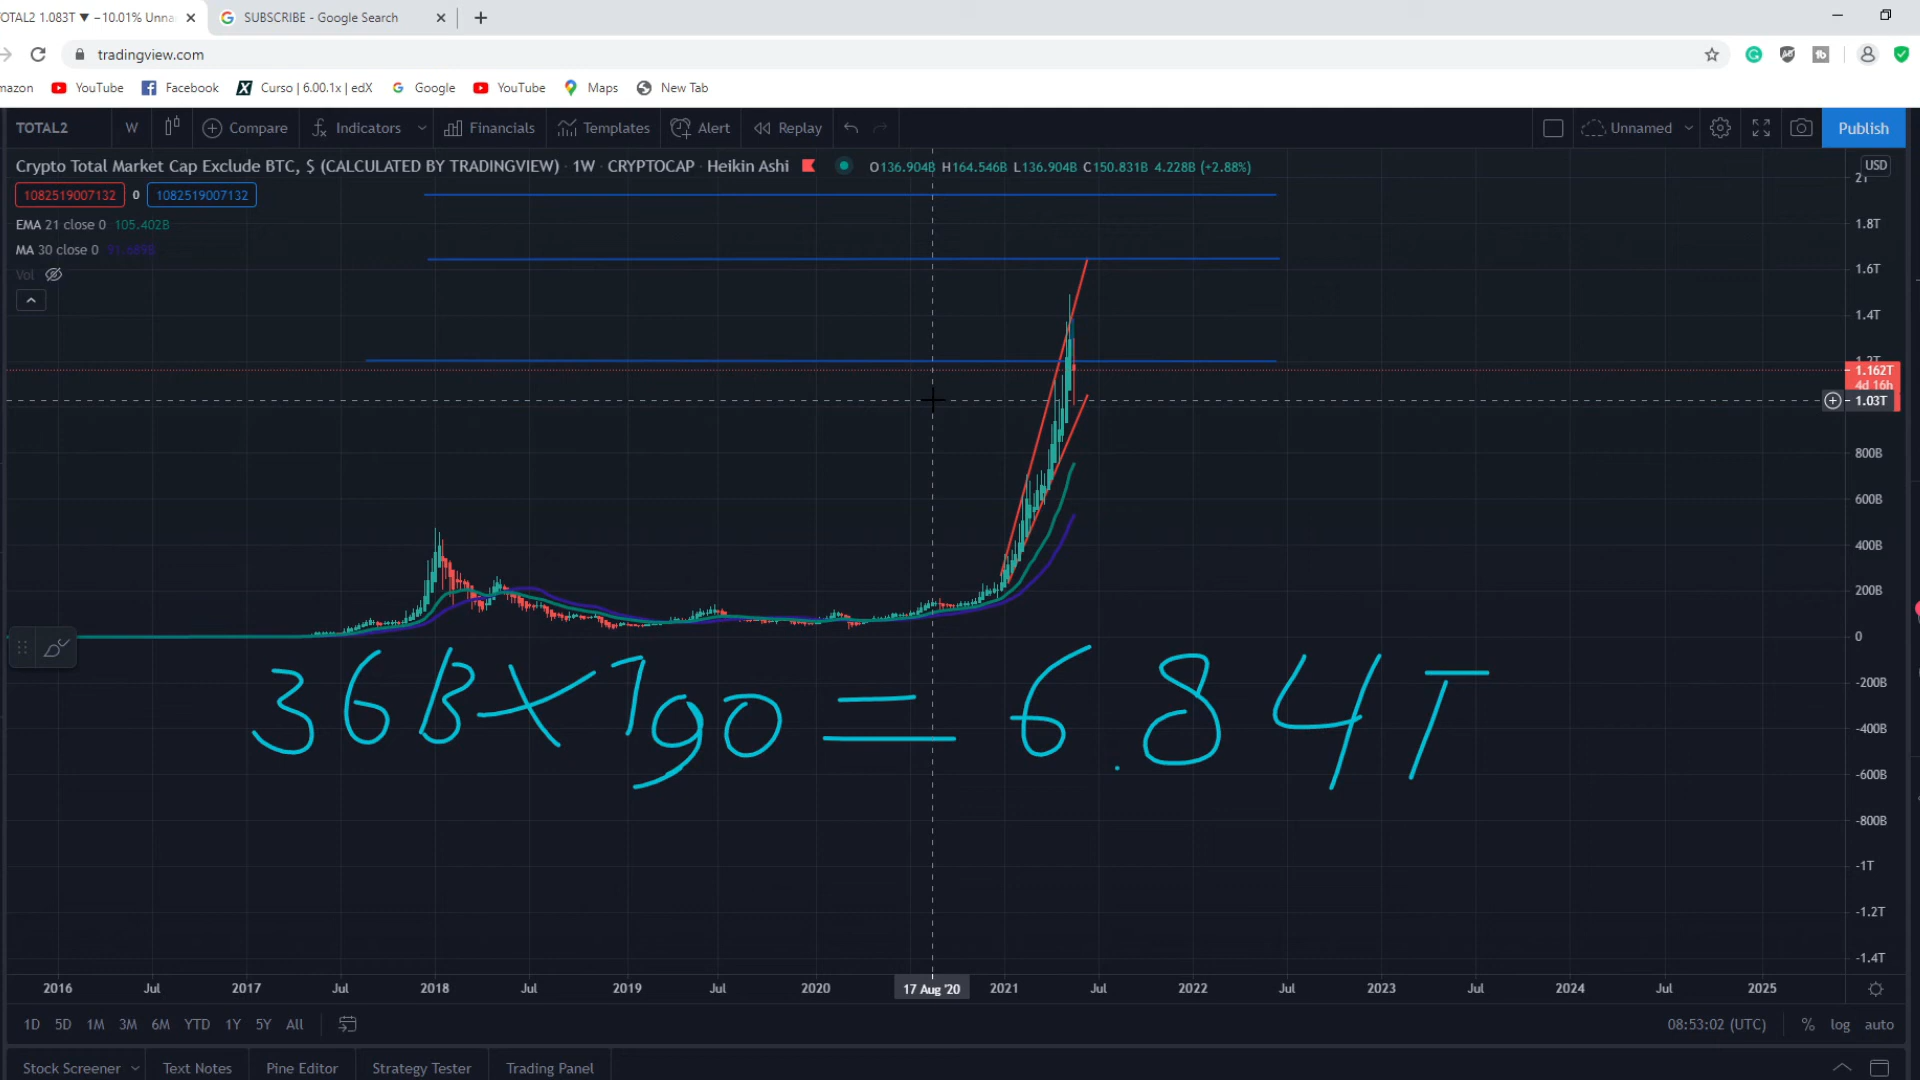 OTAL2 1.083T ▼ −10.01% Unna
SUBSCRIBE - Google Search
tradingview.com
mazon YouTube Facebook Curso | 6.00.1x | edX Google YouTube Maps New Tab
TOTAL2 W Compare Indicators Financials Templates Alert Replay Unnamed Publish
Crypto Total Market Cap Exclude BTC, $ (CALCULATED BY TRADINGVIEW) · 1W · CRYPTOCAP · Heikin Ashi O136.904B H164.546B L136.904B C150.831B 4.228B (+2.88%)
USD
1082519007132 0 1082519007132
EMA 21 close 0 105.402B
MA 30 close 0 91.689B
Vol
2T
1.8T
1.6T
1.4T
1.2T
1.162T
4d 16h
1.03T
800B
600B
400B
200B
0
-200B
-400B
-600B
-800B
-1T
-1.2T
-1.4T
36B X 190 = 6.84T
2016 Jul 2017 Jul 2018 Jul 2019 Jul 2020 17 Aug '20 2021 Jul 2022 Jul 2023 Jul 2024 Jul 2025
1D 5D 1M 3M 6M YTD 1Y 5Y All 08:53:02 (UTC) % log auto
Stock Screener Text Notes Pine Editor Strategy Tester Trading Panel